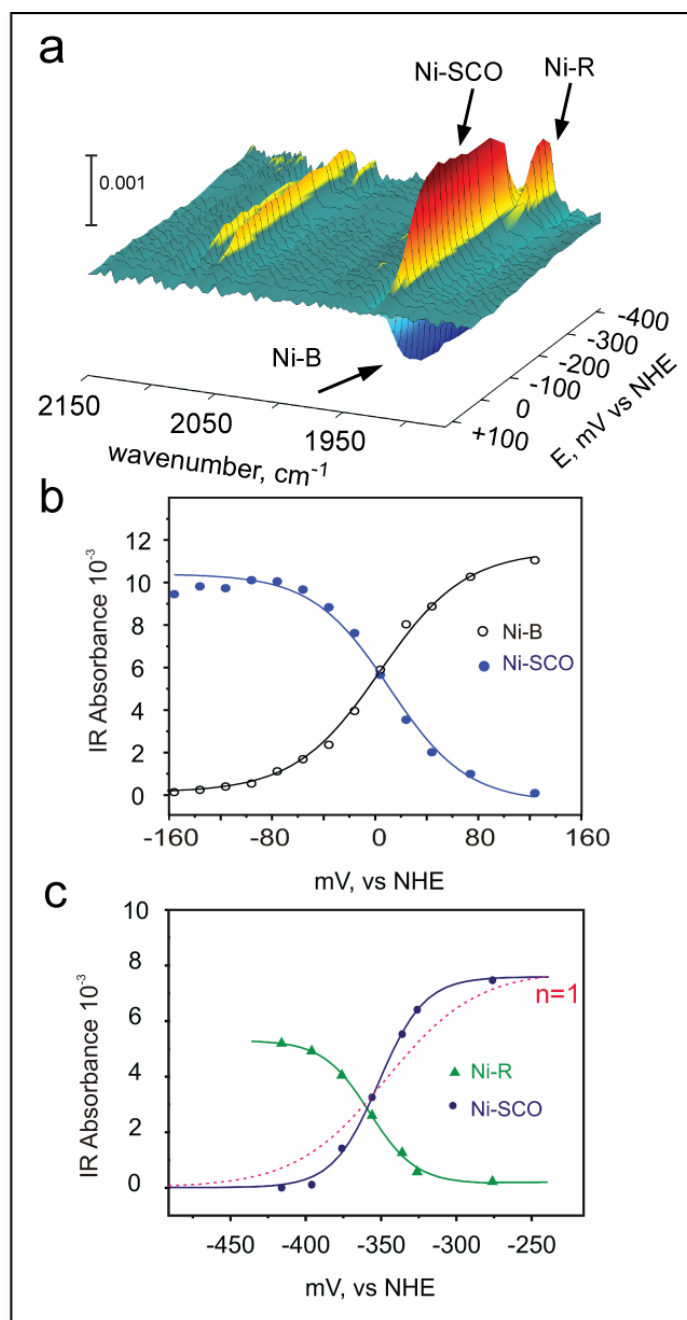 a
Ni-SCO
Ni-R
0.001
Ni-B
2150
2050
1950
wavenumber, cm⁻¹
-400
-300
-200
-100
0
+100
E, mV vs NHE
b
12
10
8
6
4
2
0
IR Absorbance 10⁻³
Ni-B
Ni-SCO
-160
-80
0
80
160
mV, vs NHE
c
10
8
6
4
2
0
IR Absorbance 10⁻³
n=1
Ni-R
Ni-SCO
-450
-400
-350
-300
-250
mV, vs NHE